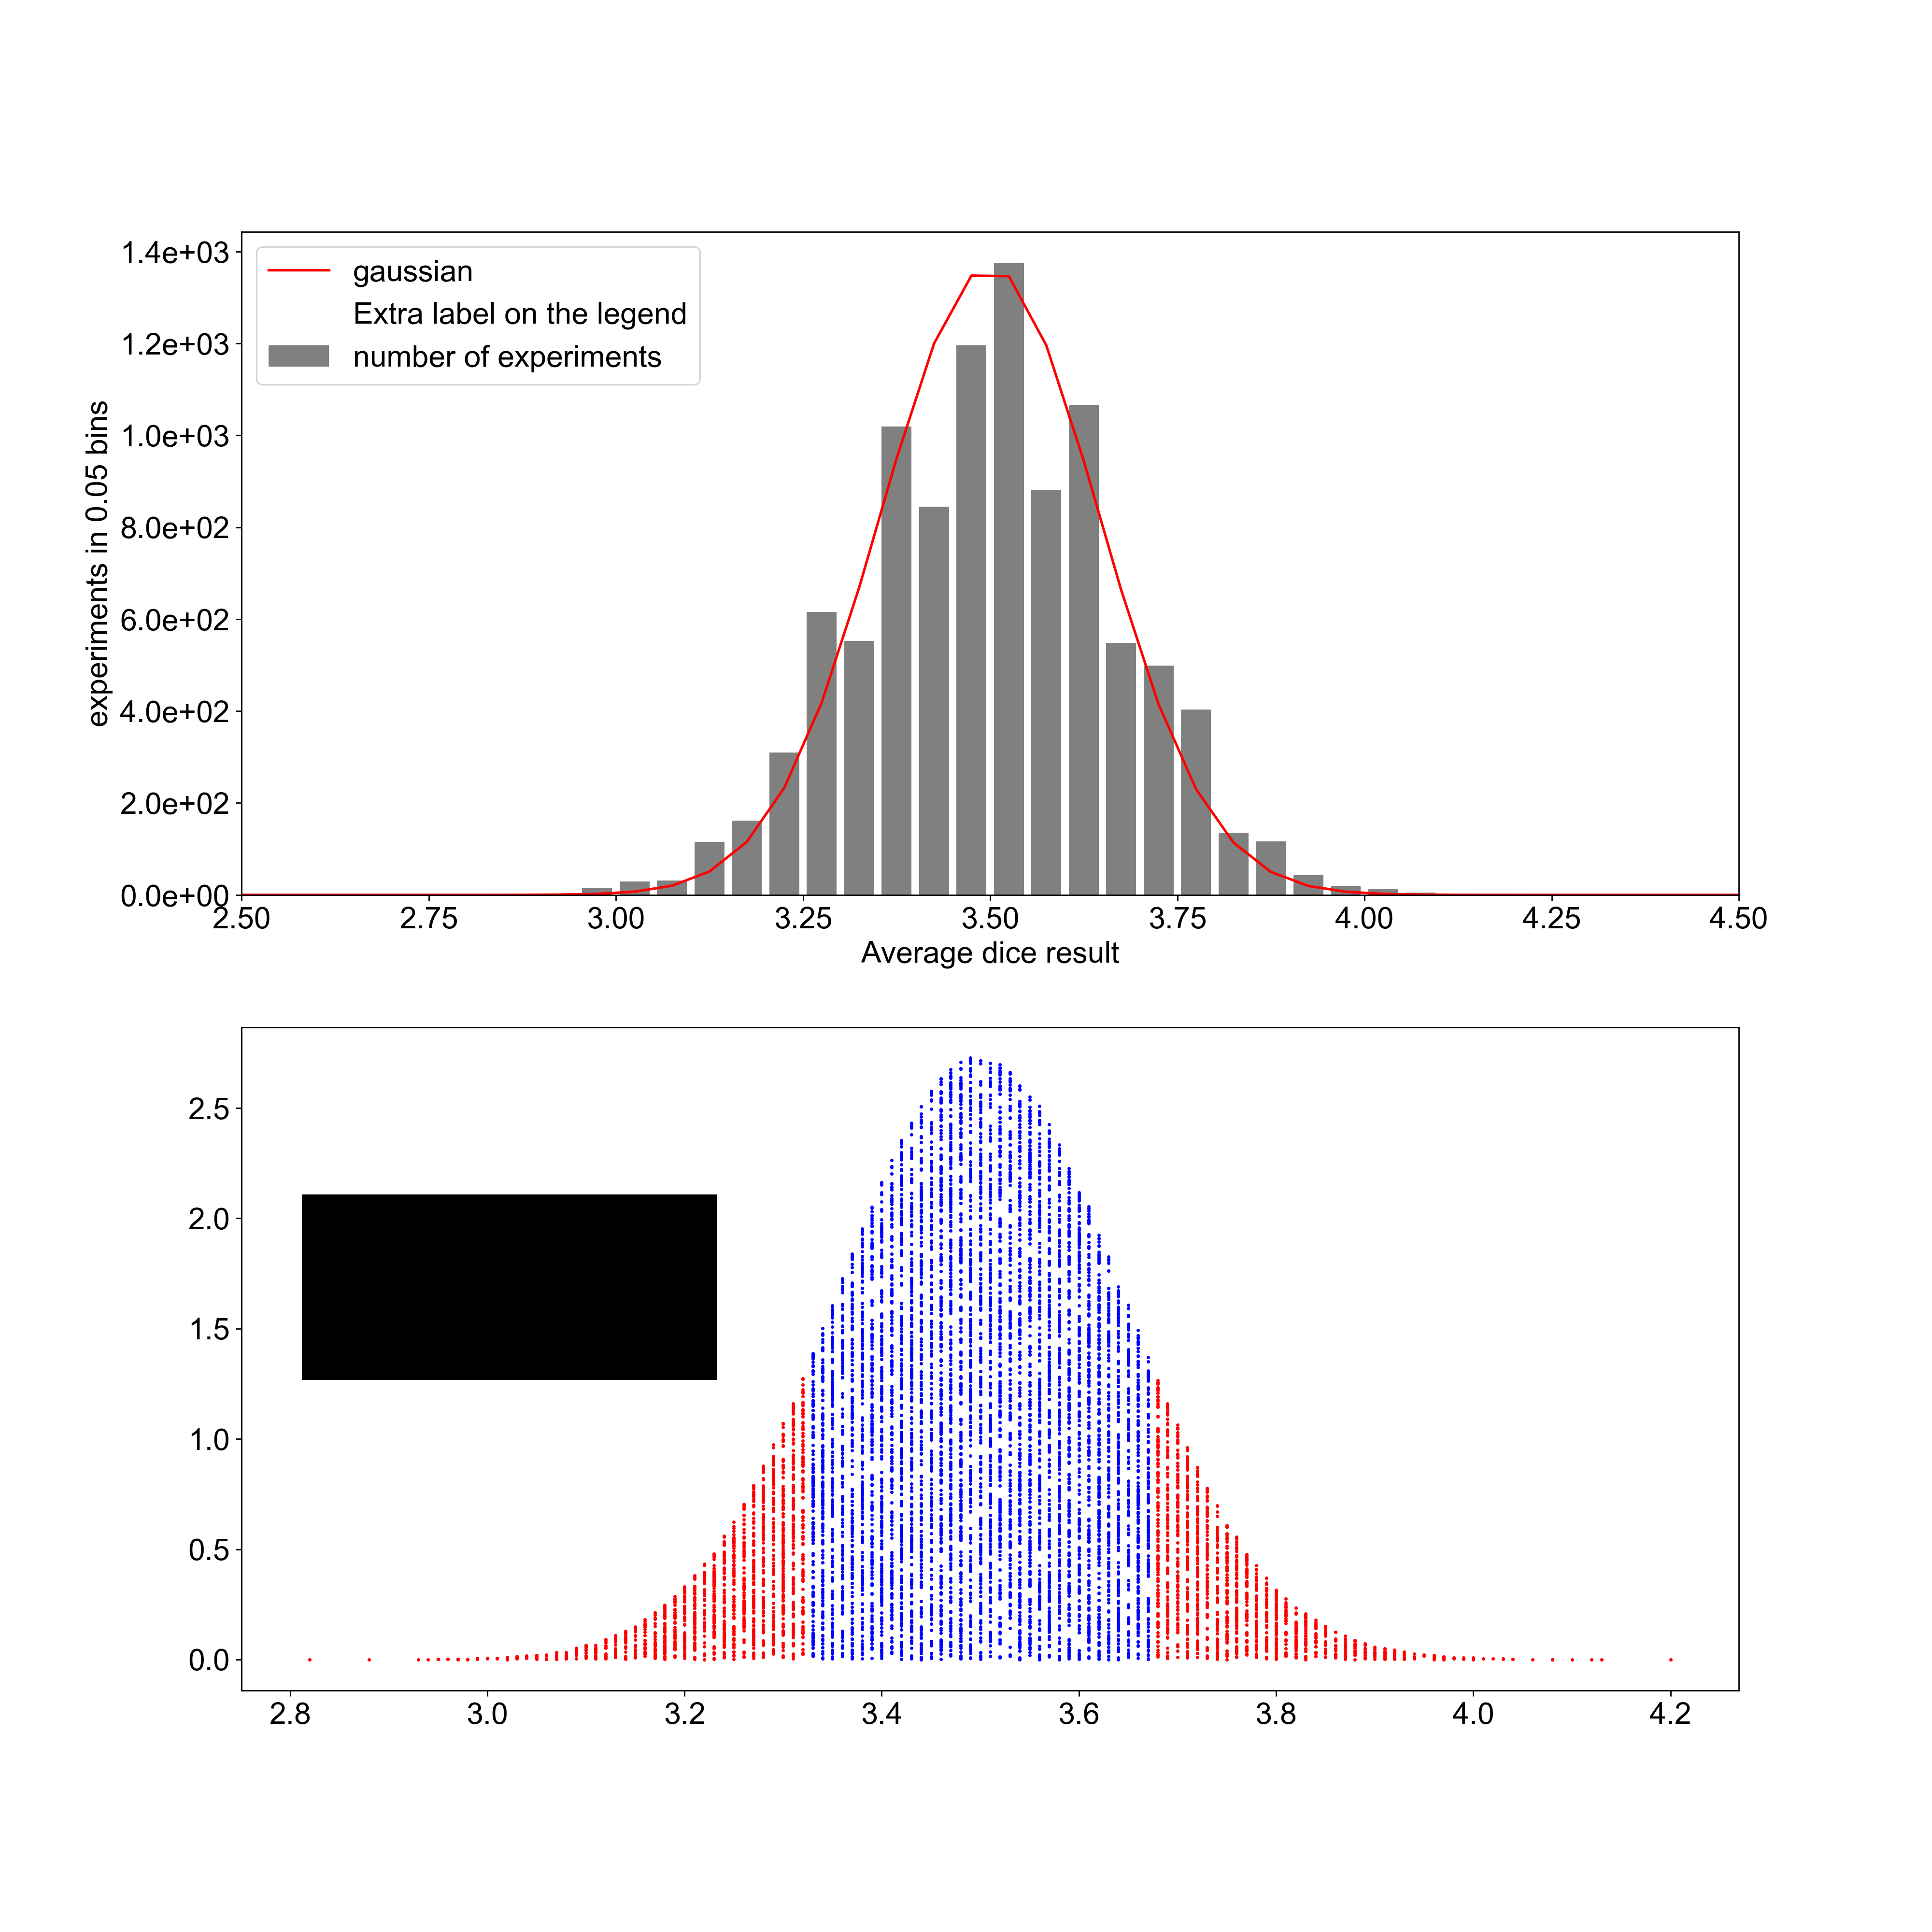 gaussian
Extra label on the legend
number of experiments
experiments in 0.05 bins
1.4e+03
1.2e+03
1.0e+03
8.0e+02
6.0e+02
4.0e+02
2.0e+02
0.0e+00
2.50 2.75 3.00 3.25 3.50 3.75 4.00 4.25 4.50
Average dice result
2.5
2.0
1.5
1.0
0.5
0.0
2.8 3.0 3.2 3.4 3.6 3.8 4.0 4.2